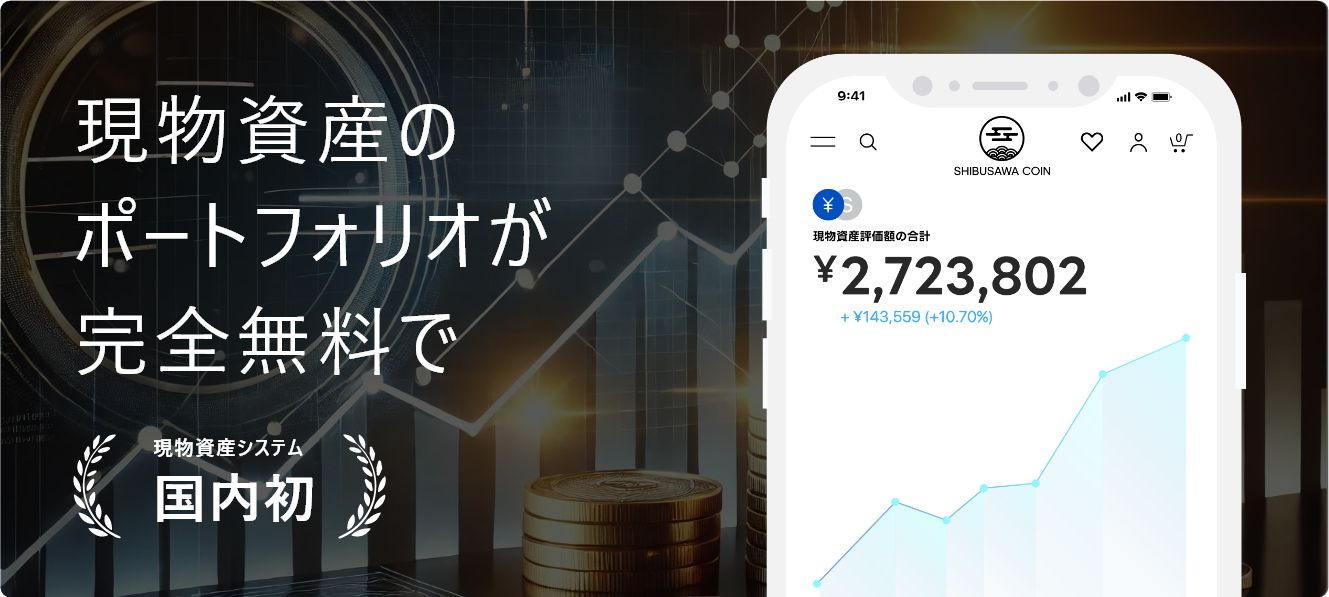 現物資産の
ポートフォリオが
完全無料で
現物資産システム
国内初
9:41
0
SHIBUSAWA COIN
¥ S
現物資産評価額の合計
¥2,723,802
+ ¥143,559 (+10.70%)